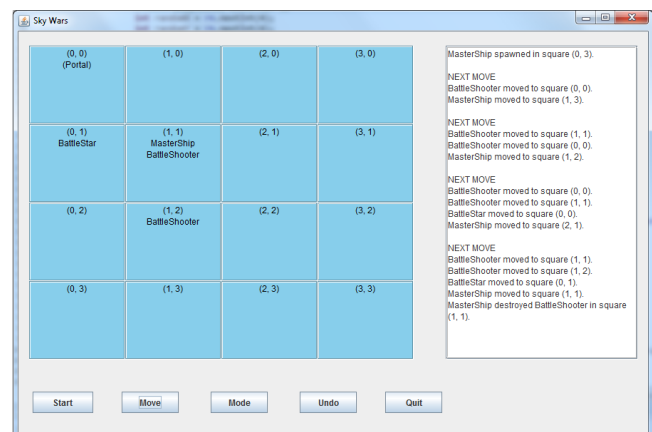 Sky Wars
(0, 0)
(Portal)
(1, 0)
(2, 0)
(3, 0)
(0, 1)
BattleStar
(1, 1)
MasterShip
BattleShooter
(2, 1)
(3, 1)
(0, 2)
(1, 2)
BattleShooter
(2, 2)
(3, 2)
(0, 3)
(1, 3)
(2, 3)
(3, 3)
MasterShip spawned in square (0, 3).
NEXT MOVE
BattleShooter moved to square (0, 0).
MasterShip moved to square (1, 3).
NEXT MOVE
BattleShooter moved to square (1, 1).
BattleShooter moved to square (0, 0).
MasterShip moved to square (1, 2).
NEXT MOVE
BattleShooter moved to square (0, 0).
BattleShooter moved to square (1, 1).
BattleStar moved to square (0, 0).
MasterShip moved to square (2, 1).
NEXT MOVE
BattleShooter moved to square (1, 1).
BattleShooter moved to square (1, 2).
BattleStar moved to square (0, 1).
MasterShip moved to square (1, 1).
MasterShip destroyed BattleShooter in square
(1, 1).
Start
Move
Mode
Undo
Quit